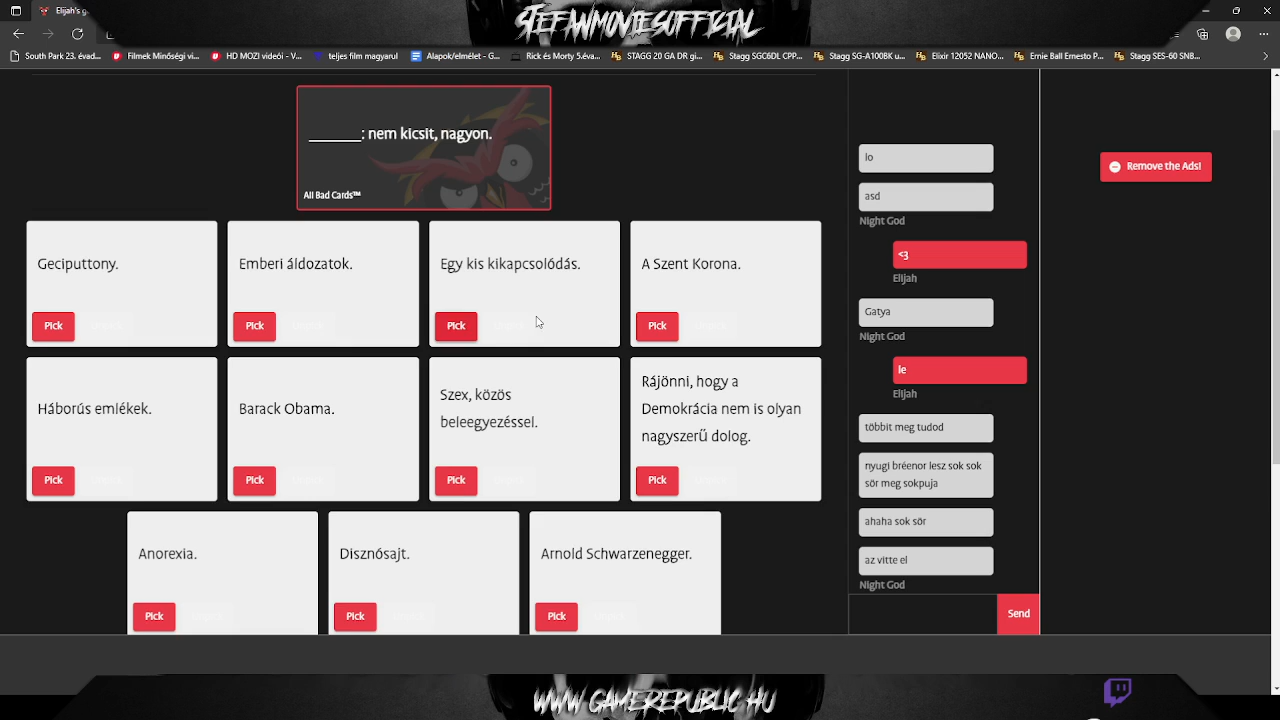 STEFANMOVIESOFFICIAL
Elijah's g
South Park 23. évad...
Filmek Minőségi vi...
HD MOZI videói - V...
teljes film magyarul
Alapok/elmélet - G...
Rick és Morty 5.éva...
STAGG 20 GA DR gi...
Stagg SGC6DL CPP...
Stagg SG-A100BK u...
Elixir 12052 NANO...
Ernie Ball Ernesto P...
Stagg SES-60 SNB...
______: nem kicsit, nagyon.
All Bad Cards™
Geciputtony.
Pick
Emberi áldozatok.
Pick
Egy kis kikapcsolódás.
Pick
A Szent Korona.
Pick
Háborús emlékek.
Pick
Barack Obama.
Pick
Szex, közös
beleegyezéssel.
Pick
Rájönni, hogy a
Demokrácia nem is olyan
nagyszerű dolog.
Pick
Anorexia.
Pick
Disznósajt.
Pick
Arnold Schwarzenegger.
Pick
lo
asd
Night God
<3
Elijah
Gatya
Night God
le
Elijah
többit meg tudod
nyugi bréenor lesz sok sok
sör meg sokpuja
ahaha sok sör
az vitte el
Night God
Send
Remove the Ads!
WWW GAMEREPUBLIC HU